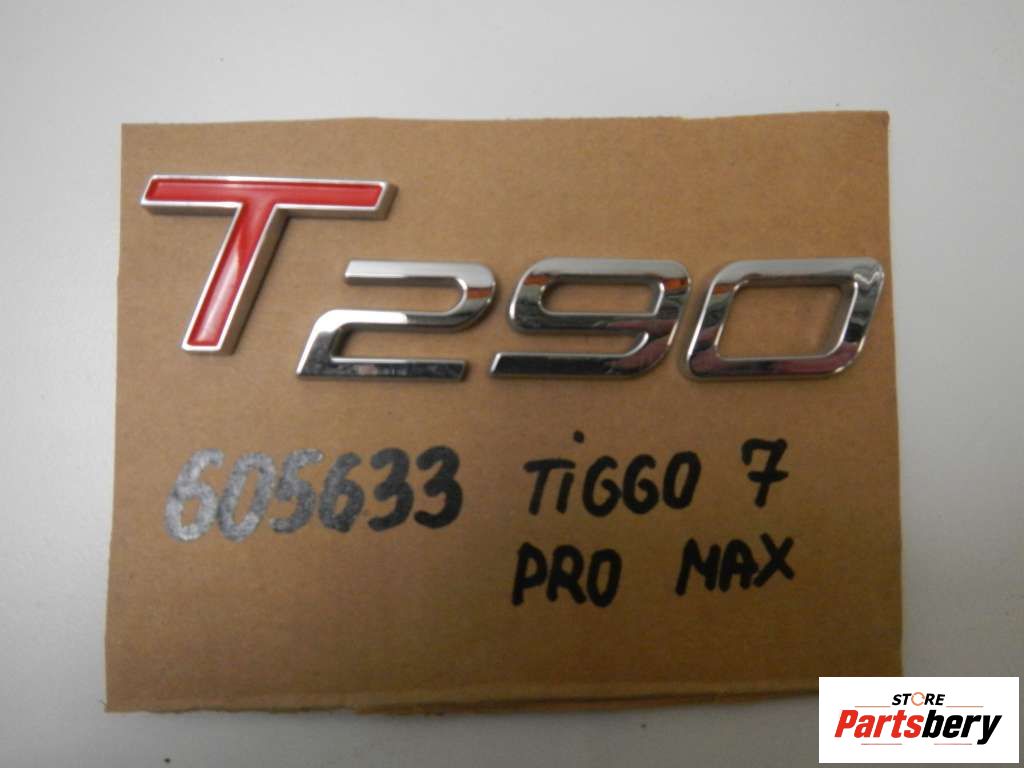 T290
605633 TiGGO 7
PRO MAX
STORE
Partsbery